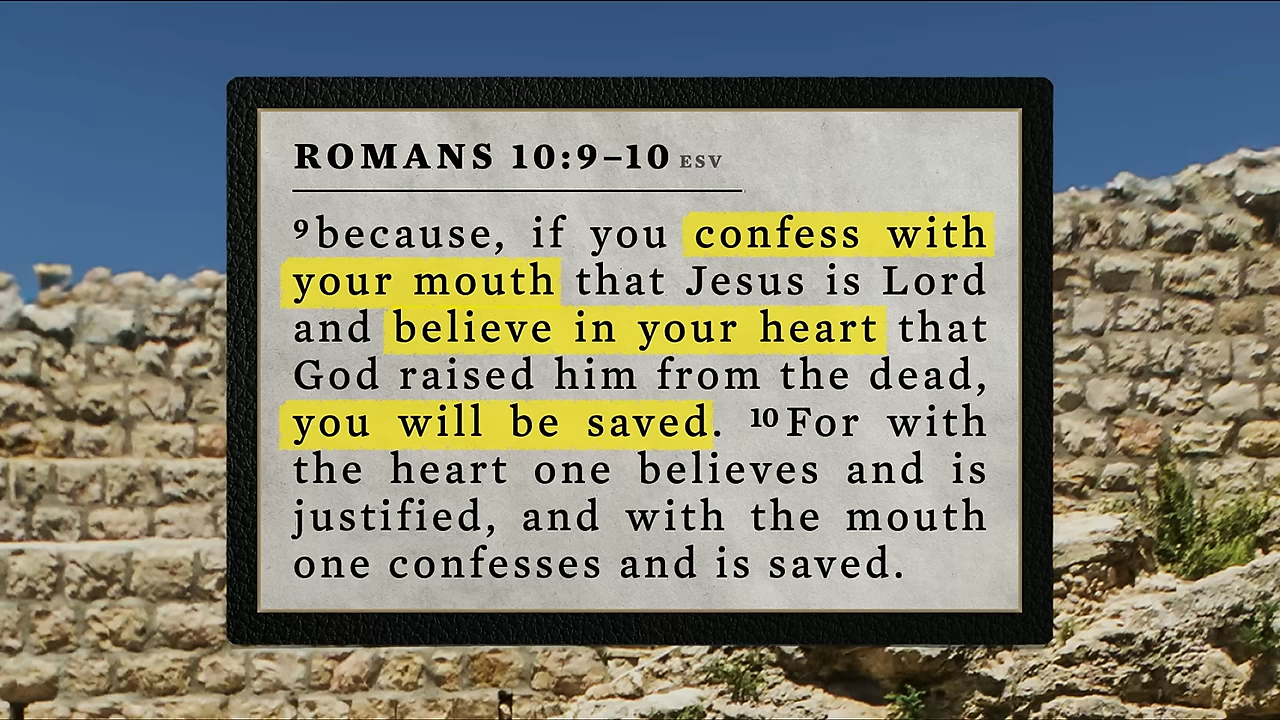 ROMANS 10:9–10 ESV
⁹because, if you confess with
your mouth that Jesus is Lord
and believe in your heart that
God raised him from the dead,
you will be saved. ¹⁰For with
the heart one believes and is
justified, and with the mouth
one confesses and is saved.